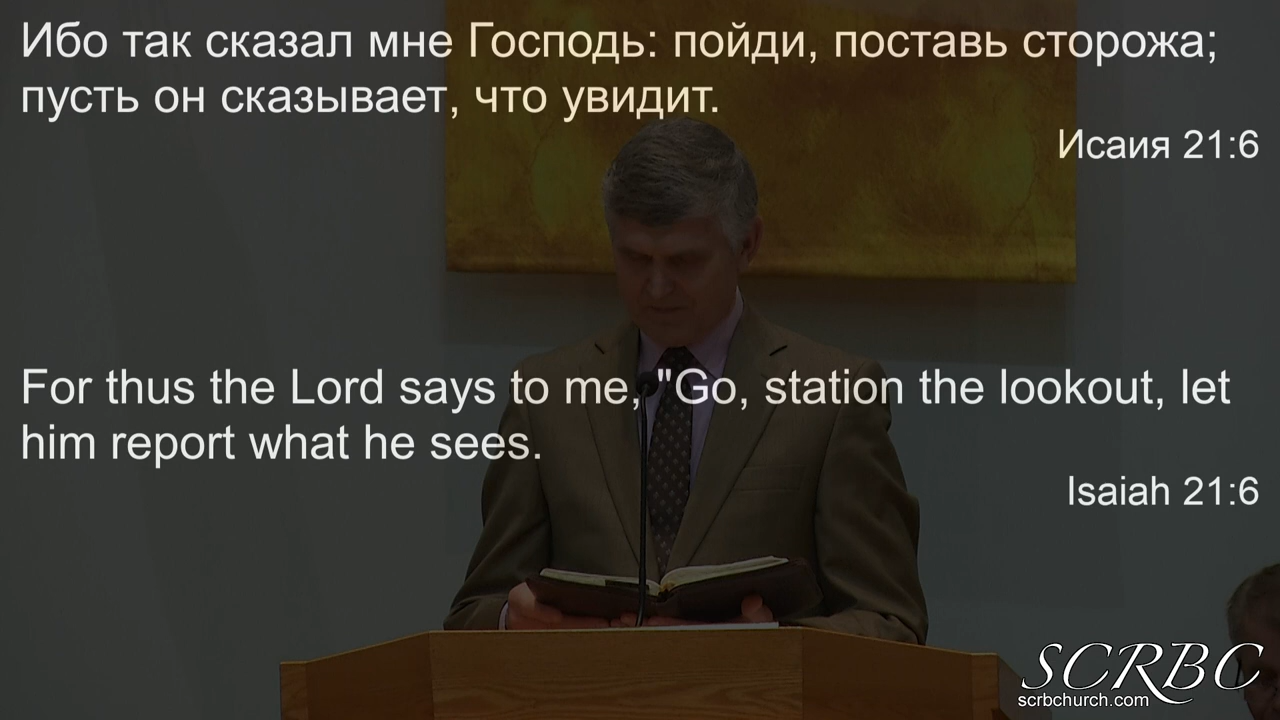 Ибо так сказал мне Господь: пойди, поставь сторожа;
пусть он сказывает, что увидит.
Исаия 21:6
For thus the Lord says to me, "Go, station the lookout, let
him report what he sees.
Isaiah 21:6
SCRBC
scrbchurch.com